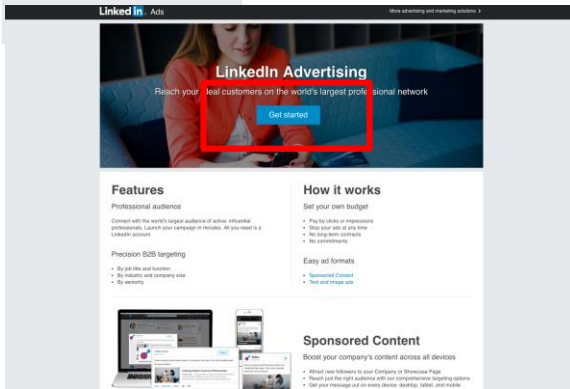 Linked in Ads
More advertising and marketing solutions >
LinkedIn Advertising
Reach your ideal customers on the world's largest professional network
Get started
Features
Professional audience
Connect with the world's largest audience of active, influential
professionals. Launch your campaign in minutes. All you need is a
LinkedIn account.
Precision B2B targeting
• By job title and function
• By industry and company size
• By seniority
How it works
Set your own budget
• Pay by clicks or impressions
• Stop your ads at any time
• No long-term contracts
• No commitments
Easy ad formats
• Sponsored Content
• Text and image ads
Sponsored Content
Boost your company's content across all devices
• Attract new followers to your Company or Showcase Page
• Reach just the right audience with our comprehensive targeting options
• Get your message out on every device: desktop, tablet, and mobile